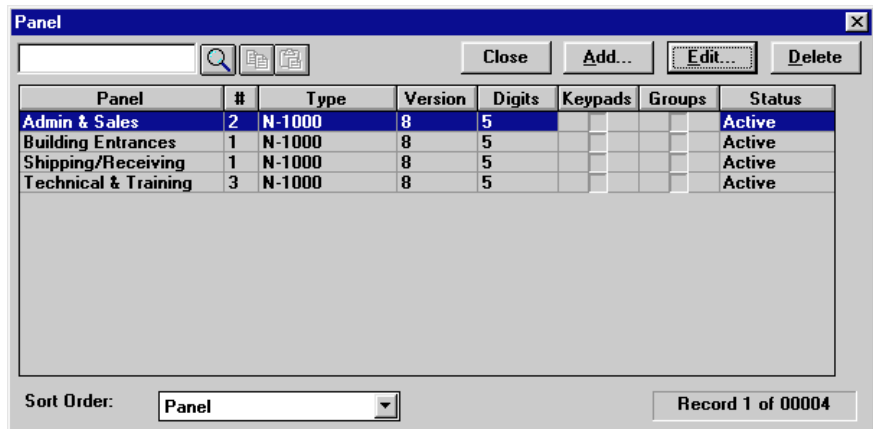 Panel
Close Add... Edit... Delete
Panel # Type Version Digits Keypads Groups Status
Admin & Sales 2 N-1000 8 5 Active
Building Entrances 1 N-1000 8 5 Active
Shipping/Receiving 1 N-1000 8 5 Active
Technical & Training 3 N-1000 8 5 Active
Sort Order: Panel Record 1 of 00004